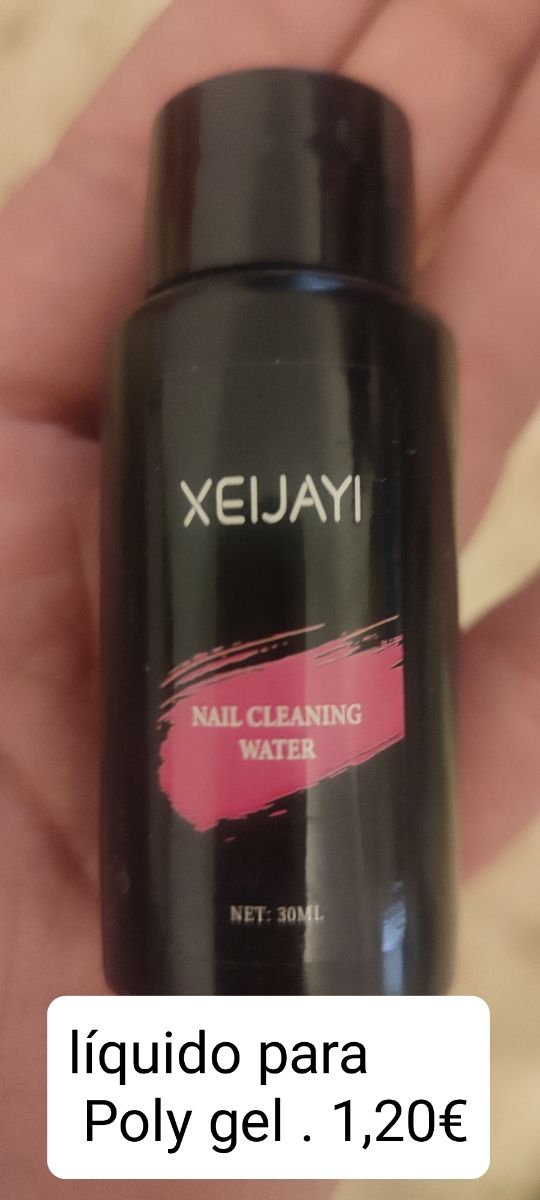 XEIJAYI
NAIL CLEANING
WATER
NET: 30ML
líquido para
Poly gel . 1,20€